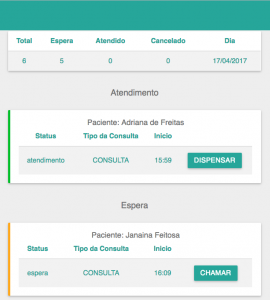 Total Espera Atendido Cancelado Dia
6 5 0 0 17/04/2017
Atendimento
Paciente: Adriana de Freitas
Status Tipo da Consulta Inicio
atendimento CONSULTA 15:59 DISPENSAR
Espera
Paciente: Janaina Feitosa
Status Tipo da Consulta Inicio
espera CONSULTA 16:09 CHAMAR